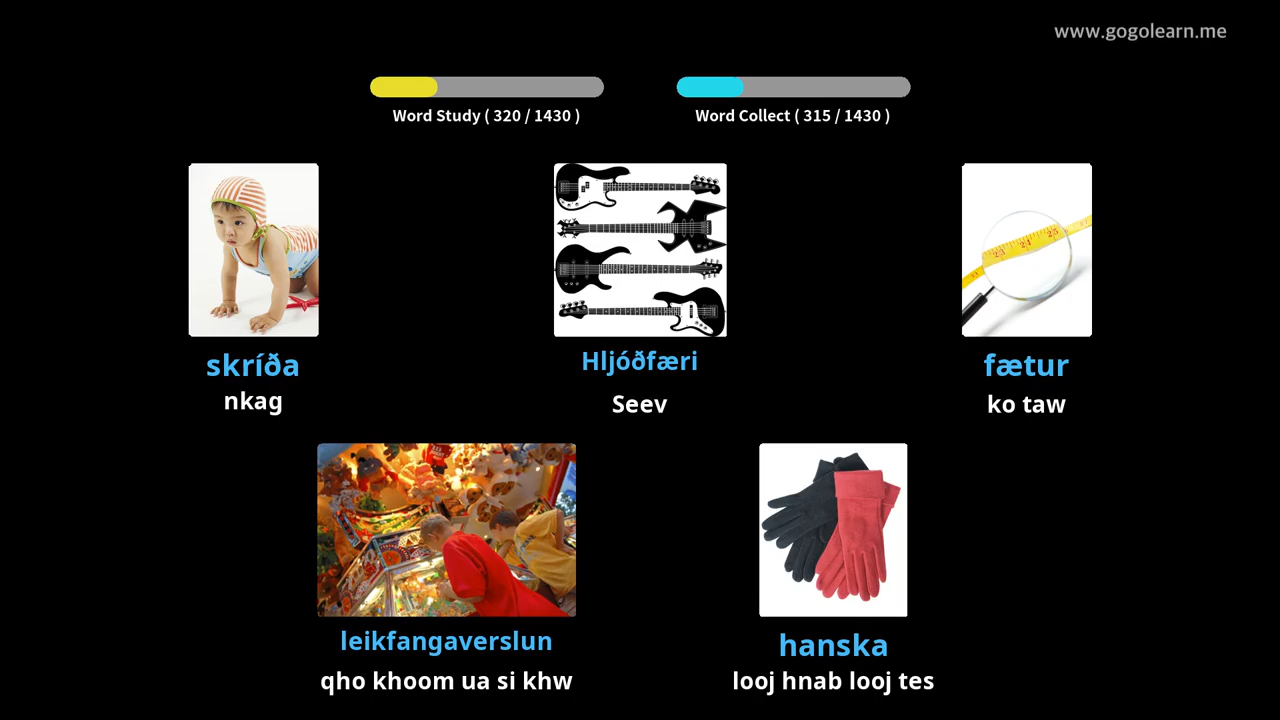 www.gogolearn.me
Word Study ( 320 / 1430 )
Word Collect ( 315 / 1430 )
skríða
nkag
Hljóðfæri
Seev
fætur
ko taw
leikfangaverslun
qho khoom ua si khw
hanska
looj hnab looj tes